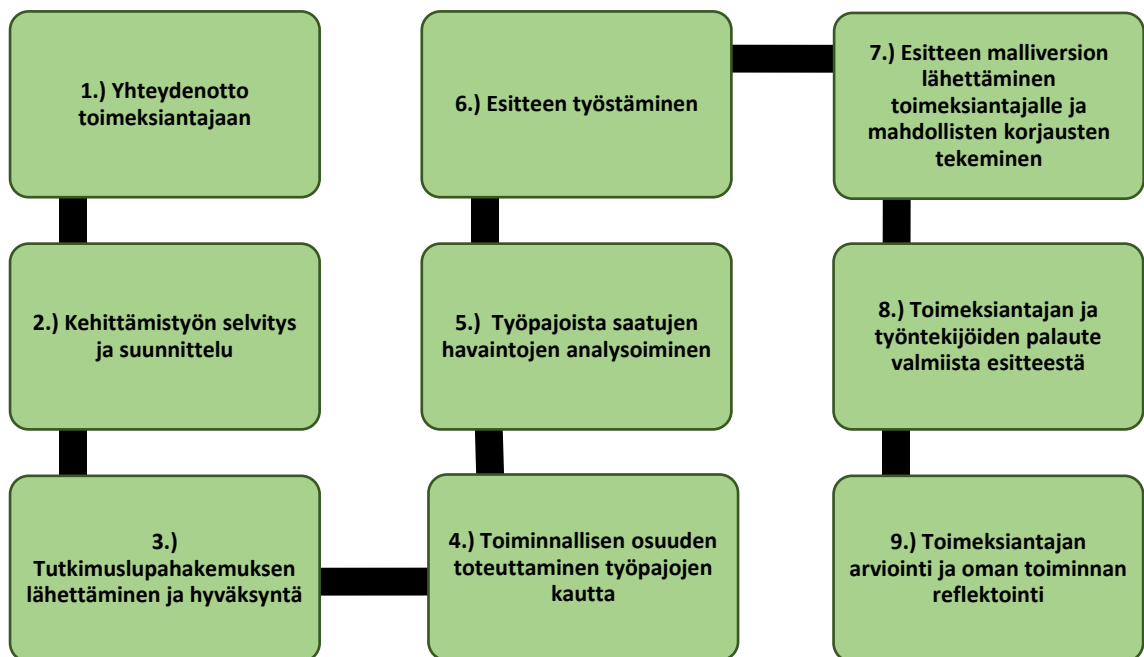 1.) Yhteydenotto
toimeksiantajaan
2.) Kehittämistyön selvitys
ja suunnittelu
3.)
Tutkimuslupahakemuksen
lähettäminen ja hyväksyntä
4.) Toiminnallisen osuuden
toteuttaminen työpajojen
kautta
5.) Työpajoista saatujen
havaintojen analysoiminen
6.) Esitteen työstäminen
7.) Esitteen malliversion
lähettäminen
toimeksiantajalle ja
mahdollisten korjausten
tekeminen
8.) Toimeksiantajan ja
työntekijöiden palaute
valmiista esitteestä
9.) Toimeksiantajan
arviointi ja oman toiminnan
reflektointi